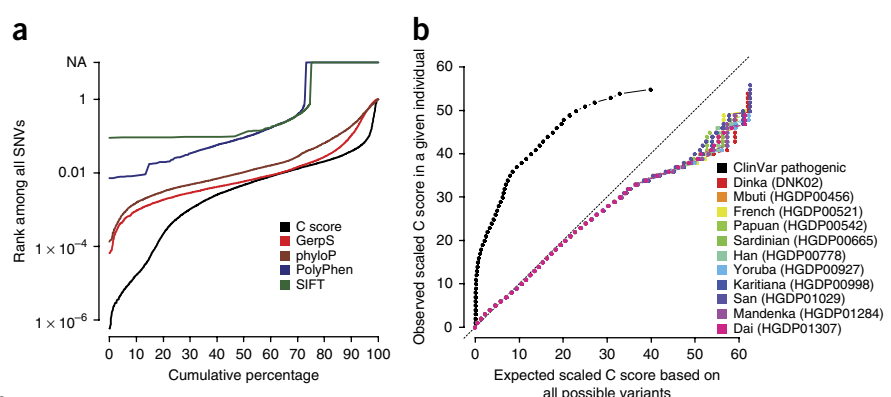 a
Rank among all SNVs
NA
1
0.01
1 × 10−4
1 × 10−6
0 10 20 30 40 50 60 70 80 90 100
Cumulative percentage
C score
GerpS
phyloP
PolyPhen
SIFT
b
Observed scaled C score in a given individual
60
50
40
30
20
10
0
0 10 20 40 60
Expected scaled C score based on
all possible variants
ClinVar pathogenic
Dinka (DNK02)
Mbuti (HGDP00456)
French (HGDP00521)
Papuan (HGDP00542)
Sardinian (HGDP00665)
Han (HGDP00778)
Yoruba (HGDP00927)
Karitiana (HGDP00998)
San (HGDP01029)
Mandenka (HGDP01284)
Dai (HGDP01307)